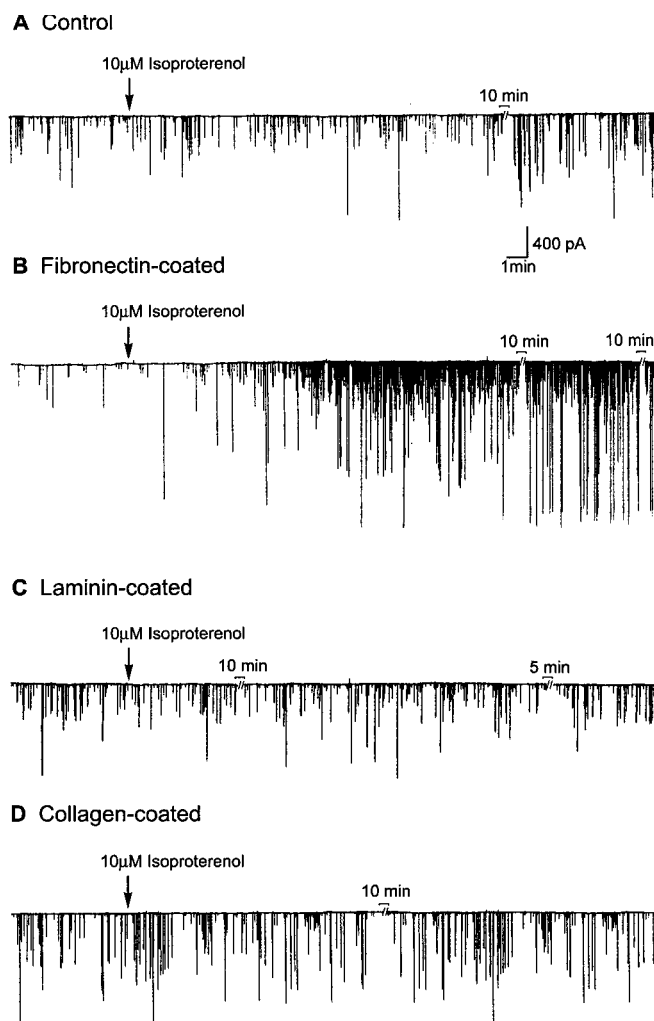 A Control
10μM Isoproterenol
10 min
400 pA
1min
B Fibronectin-coated
10μM Isoproterenol
10 min
10 min
C Laminin-coated
10μM Isoproterenol
10 min
5 min
D Collagen-coated
10μM Isoproterenol
10 min